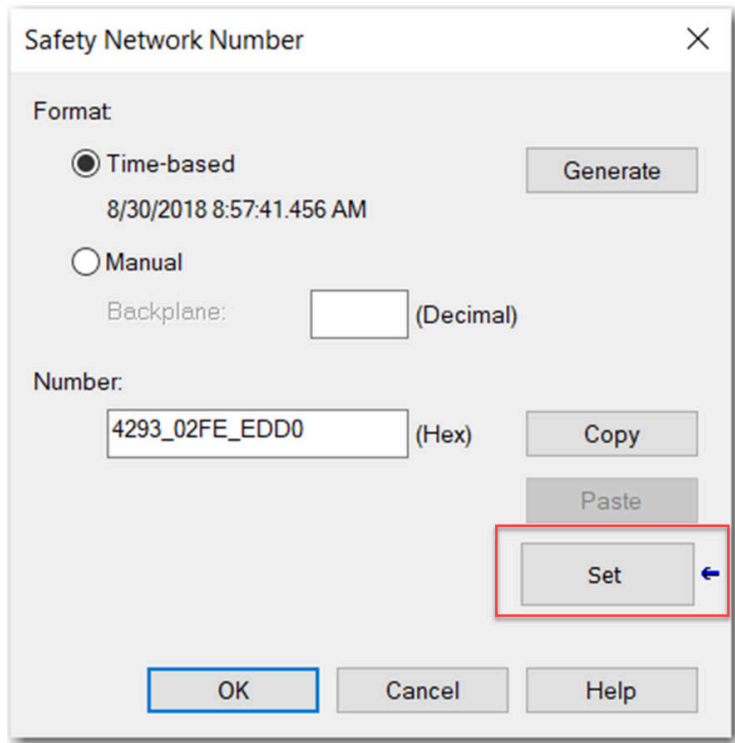 Safety Network Number
Format:
Time-based
Generate
8/30/2018 8:57:41.456 AM
Manual
Backplane:
(Decimal)
Number:
4293_02FE_EDD0
(Hex)
Copy
Paste
Set
OK
Cancel
Help